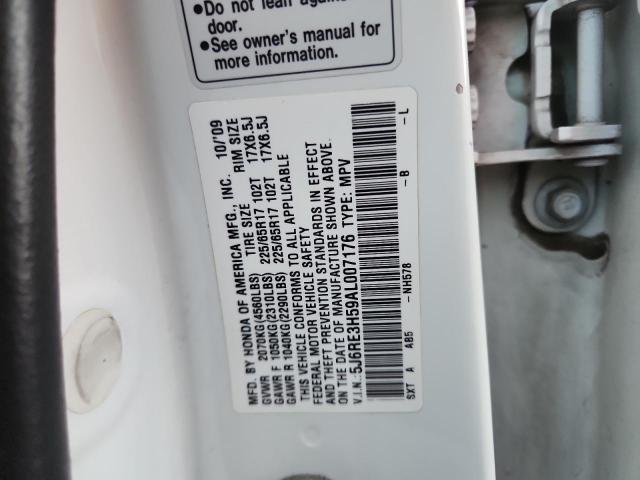 • Do not lean against
door.
• See owner's manual for
more information.
MFD. BY HONDA OF AMERICA MFG., INC. 10/'09
GVWR 2070KG(4560LBS) TIRE SIZE RIM SIZE
GAWR F 1050KG(2310LBS) 225/65R17 102T 17X6.5J
GAWR R 1040KG(2290LBS) 225/65R17 102T 17X6.5J
THIS VEHICLE CONFORMS TO ALL APPLICABLE
FEDERAL MOTOR VEHICLE SAFETY
AND THEFT PREVENTION STANDARDS IN EFFECT
ON THE DATE OF MANUFACTURE SHOWN ABOVE.
V.I.N.: 5J6RE3H59AL007176 TYPE: MPV
SXT A AB5 -NH578 -B -L